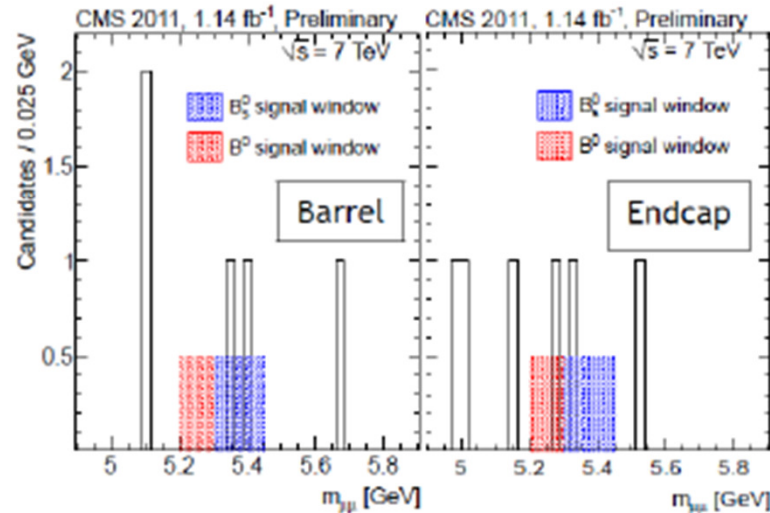 CMS 2011, 1.14 fb⁻¹, Preliminary
√s = 7 TeV
B⁰ₛ signal window
B⁰ signal window
Barrel
Candidates / 0.025 GeV
2
1.5
1
0.5
5 5.2 5.4 5.6 5.8
m_μμ [GeV]
CMS 2011, 1.14 fb⁻¹, Preliminary
√s = 7 TeV
B⁰ₛ signal window
B⁰ signal window
Endcap
5 5.2 5.4 5.6 5.8
m_μμ [GeV]